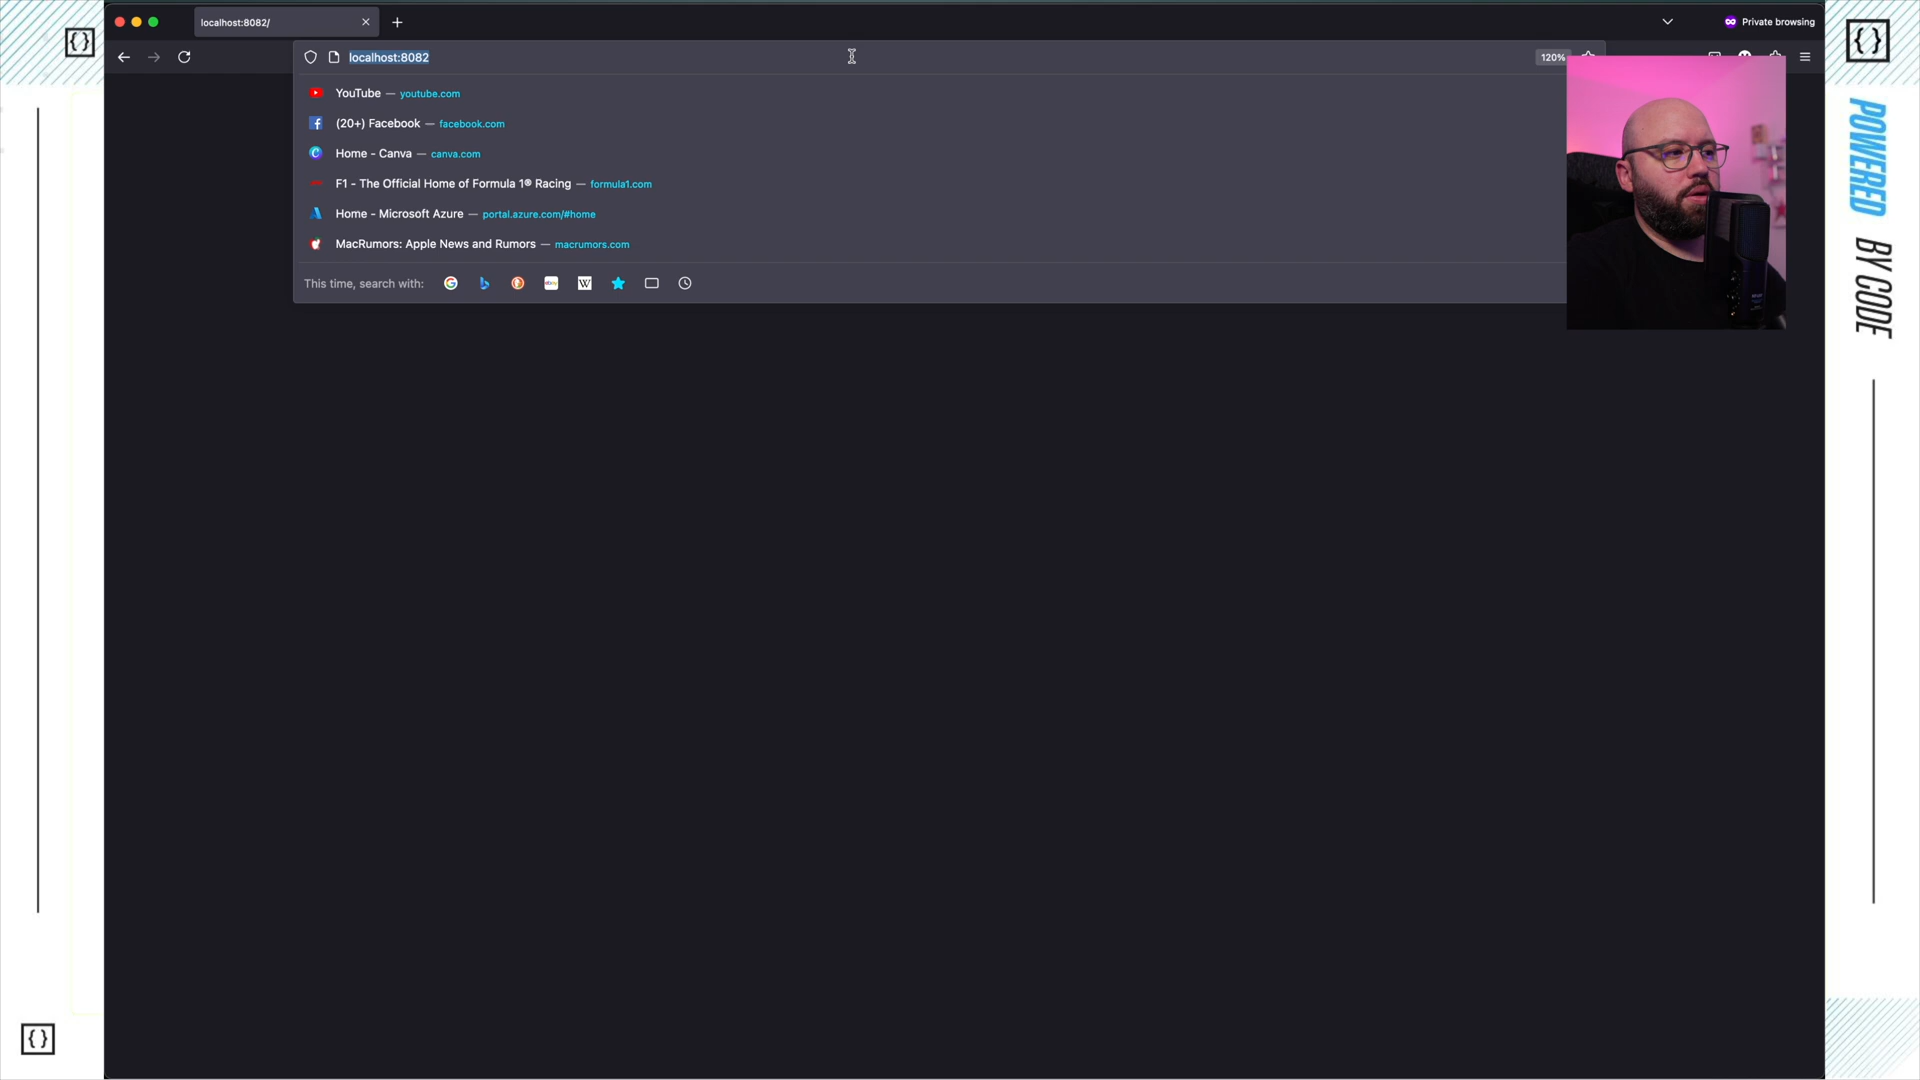 localhost:8082/
Private browsing
localhost:8082
120%
YouTube — youtube.com
(20+) Facebook — facebook.com
Home - Canva — canva.com
F1 - The Official Home of Formula 1® Racing — formula1.com
Home - Microsoft Azure — portal.azure.com/#home
MacRumors: Apple News and Rumors — macrumors.com
This time, search with:
{}
{}
{}
POWERED BY CODE